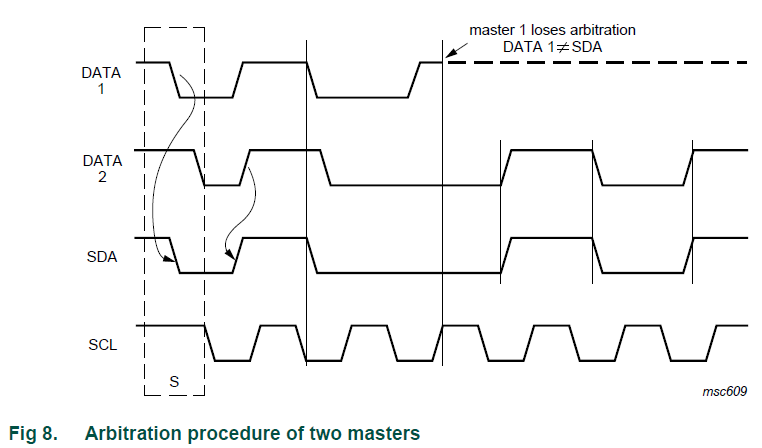 master 1 loses arbitration
DATA 1≠SDA
DATA
1
DATA
2
SDA
SCL
S
msc609
Fig 8. Arbitration procedure of two masters